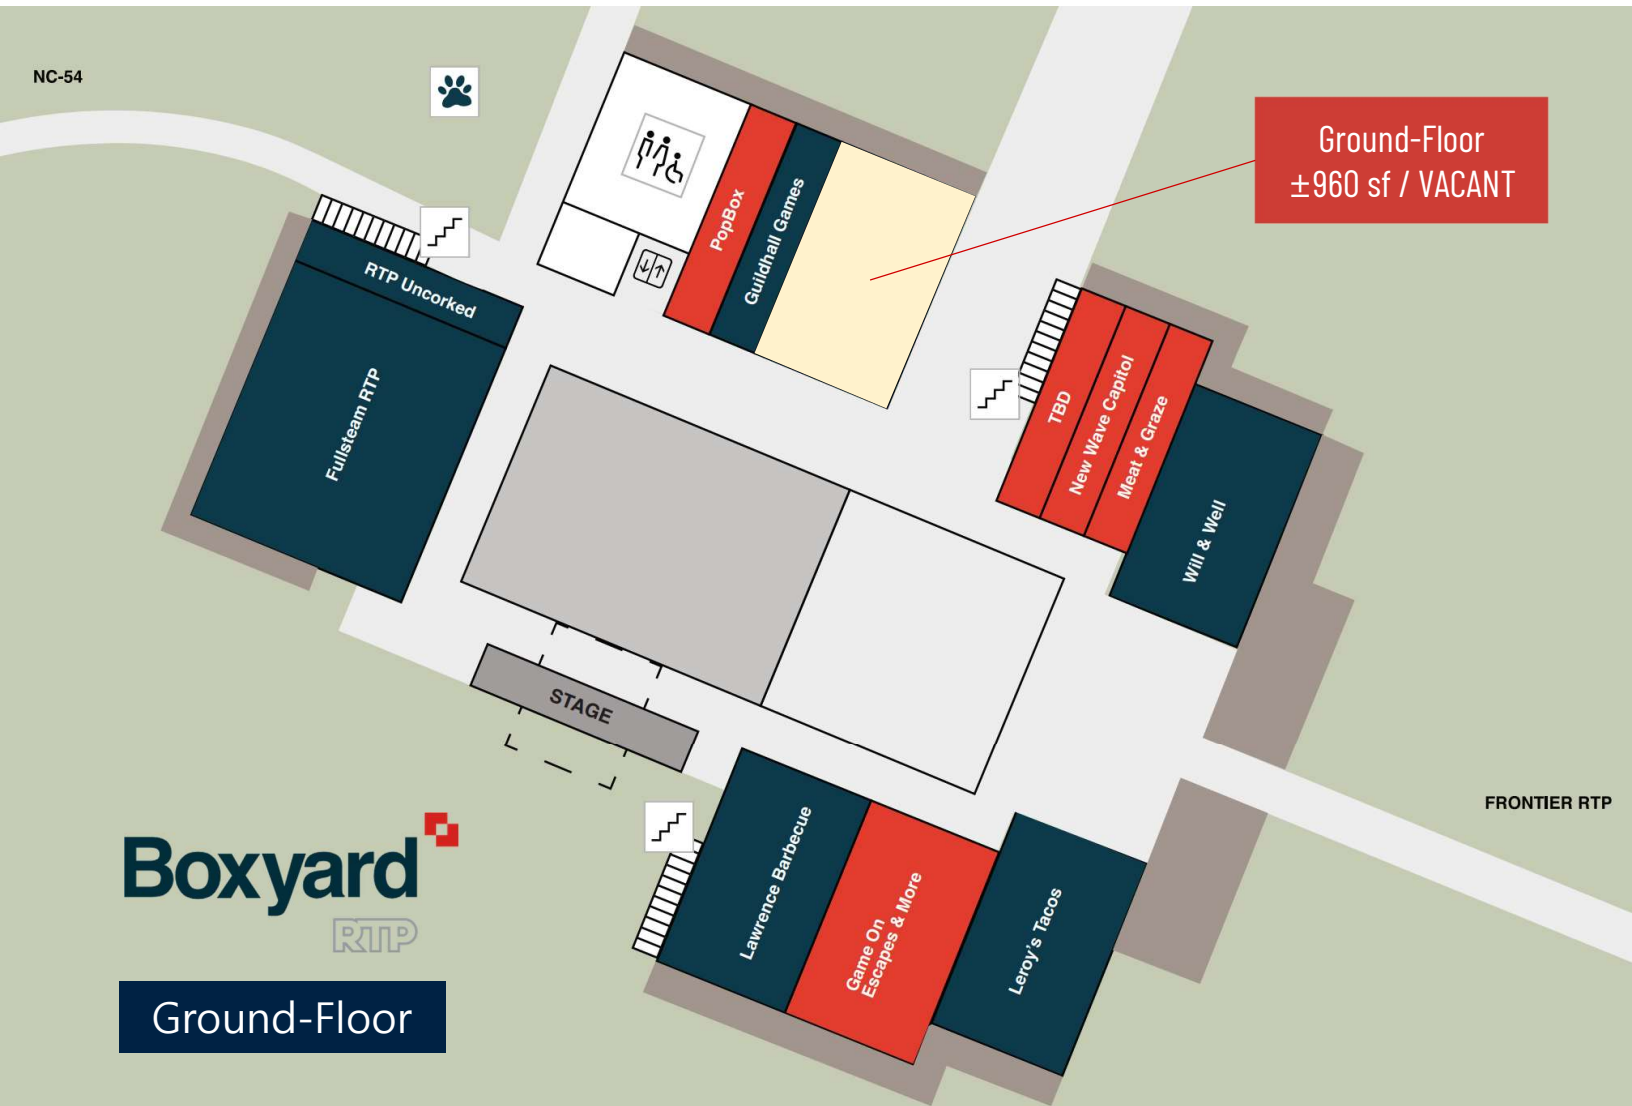 NC-54
Ground-Floor
±960 sf / VACANT
PopBox
Guildhall Games
RTP Uncorked
Fullsteam RTP
TBD
New Wave Capitol
Meat & Graze
Will & Well
STAGE
FRONTIER RTP
Lawrence Barbecue
Game On
Escapes & More
Leroy's Tacos
Boxyard
RTP
Ground-Floor